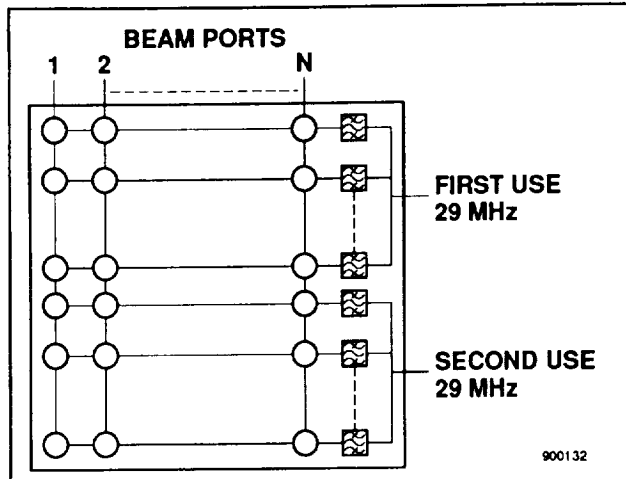 BEAM PORTS
1 2 N
FIRST USE
29 MHz
SECOND USE
29 MHz
900132